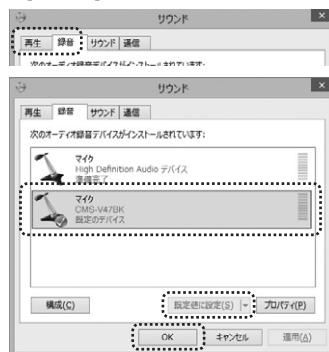 サウンド
再生 録音 サウンド 通信
次のオーディオ録音デバイスがインストールされています:
サウンド
再生 録音 サウンド 通信
次のオーディオ録音デバイスがインストールされています:
マイク
High Definition Audio デバイス
準備完了
マイク
CMS-V47BK
既定のデバイス
構成(C) 既定値に設定(S) プロパティ(P)
OK キャンセル 適用(A)